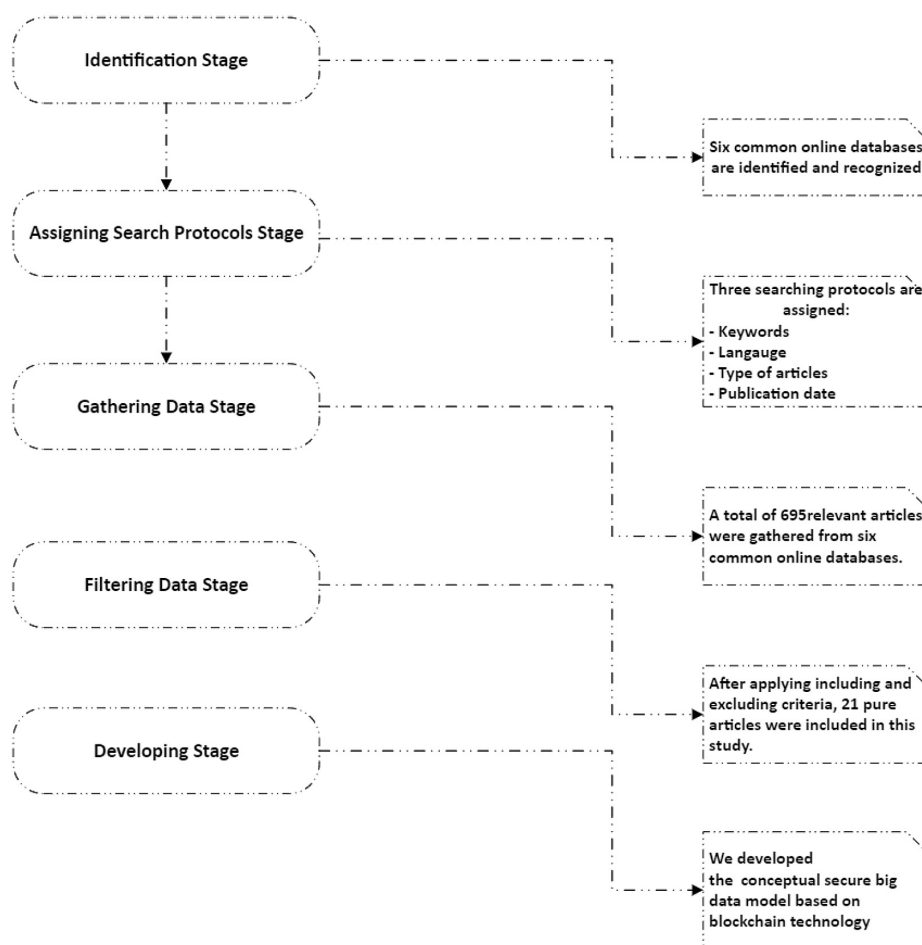 Identification Stage
Six common online databases
are identified and recognized
Assigning Search Protocols Stage
Three searching protocols are
assigned:
- Keywords
- Langauge
- Type of articles
- Publication date
Gathering Data Stage
A total of 695relevant articles
were gathered from six
common online databases.
Filtering Data Stage
After applying including and
excluding criteria, 21 pure
articles were included in this
study.
Developing Stage
We developed
the conceptual secure big
data model based on
blockchain technology